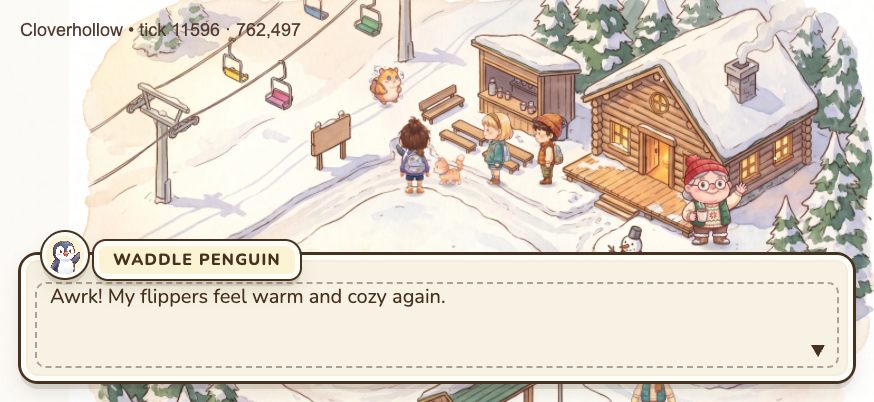 Cloverhollow • tick 11596 · 762,497
WADDLE PENGUIN
Awrk! My flippers feel warm and cozy again.